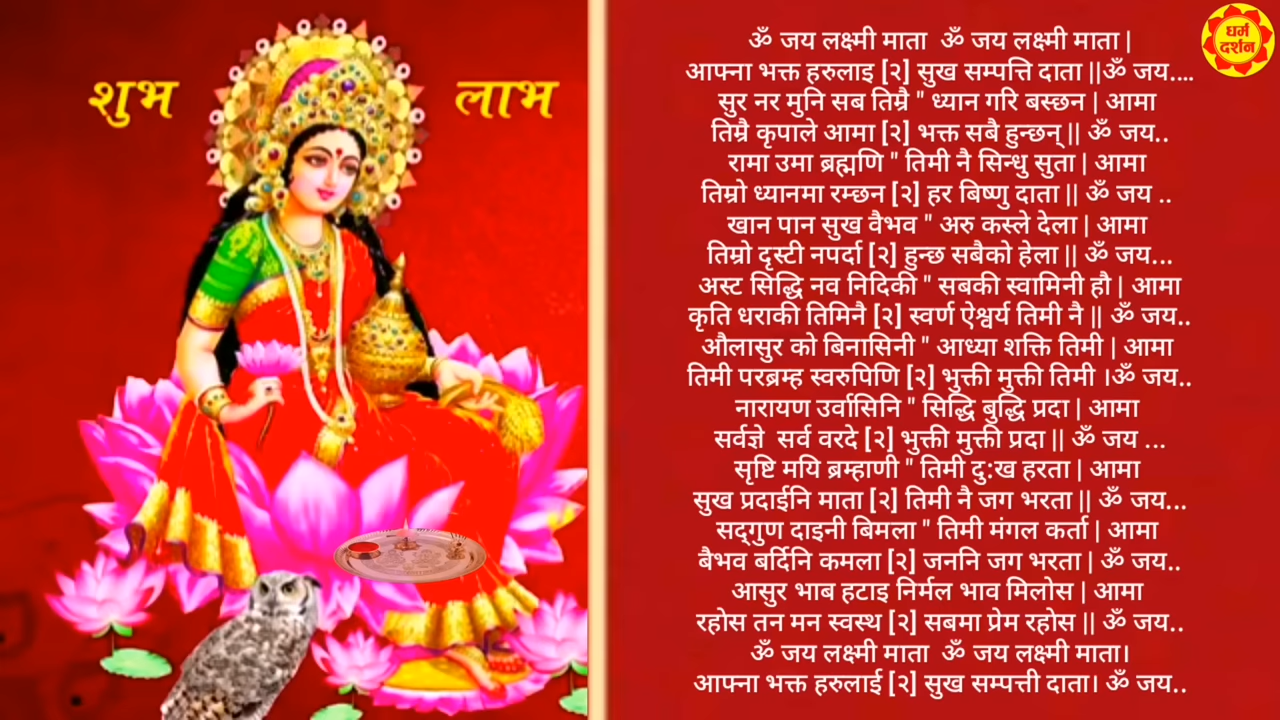 शुभ
लाभ
धर्म
दर्शन
ॐ जय लक्ष्मी माता  ॐ जय लक्ष्मी माता |
आफ्ना भक्त हरुलाइ [२] सुख सम्पत्ति दाता ||ॐ जय....
सुर नर मुनि सब तिम्रै " ध्यान गरि बस्छन | आमा
तिम्रै कृपाले आमा [२] भक्त सबै हुन्छन् || ॐ जय..
रामा उमा ब्रह्मणि " तिमी नै सिन्धु सुता | आमा
तिम्रो ध्यानमा रम्छन [२] हर बिष्णु दाता || ॐ जय ..
खान पान सुख वैभव " अरु कस्ले देला | आमा
तिम्रो दृस्टी नपर्दा [२] हुन्छ सबैको हेला || ॐ जय...
अस्ट सिद्धि नव निदिकी " सबकी स्वामिनी हौ | आमा
कृति धराकी तिमिनै [२] स्वर्ण ऐश्वर्य तिमी नै || ॐ जय..
औलासुर को बिनासिनी " आध्या शक्ति तिमी | आमा
तिमी परब्रम्ह स्वरुपिणि [२] भुक्ती मुक्ती तिमी ।ॐ जय..
नारायण उर्वासिनि " सिद्धि बुद्धि प्रदा | आमा
सर्वज्ञे  सर्व वरदे [२] भुक्ती मुक्ती प्रदा || ॐ जय ...
सृष्टि मयि ब्रम्हाणी " तिमी दु:ख हरता | आमा
सुख प्रदाईनि माता [२] तिमी नै जग भरता || ॐ जय...
सद्‌गुण दाइनी बिमला " तिमी मंगल कर्ता | आमा
बैभव बर्दिनि कमला [२] जननि जग भरता | ॐ जय..
आसुर भाब हटाइ निर्मल भाव मिलोस | आमा
रहोस तन मन स्वस्थ [२] सबमा प्रेम रहोस || ॐ जय..
ॐ जय लक्ष्मी माता  ॐ जय लक्ष्मी माता।
आफ्ना भक्त हरुलाई [२] सुख सम्पत्ती दाता। ॐ जय..